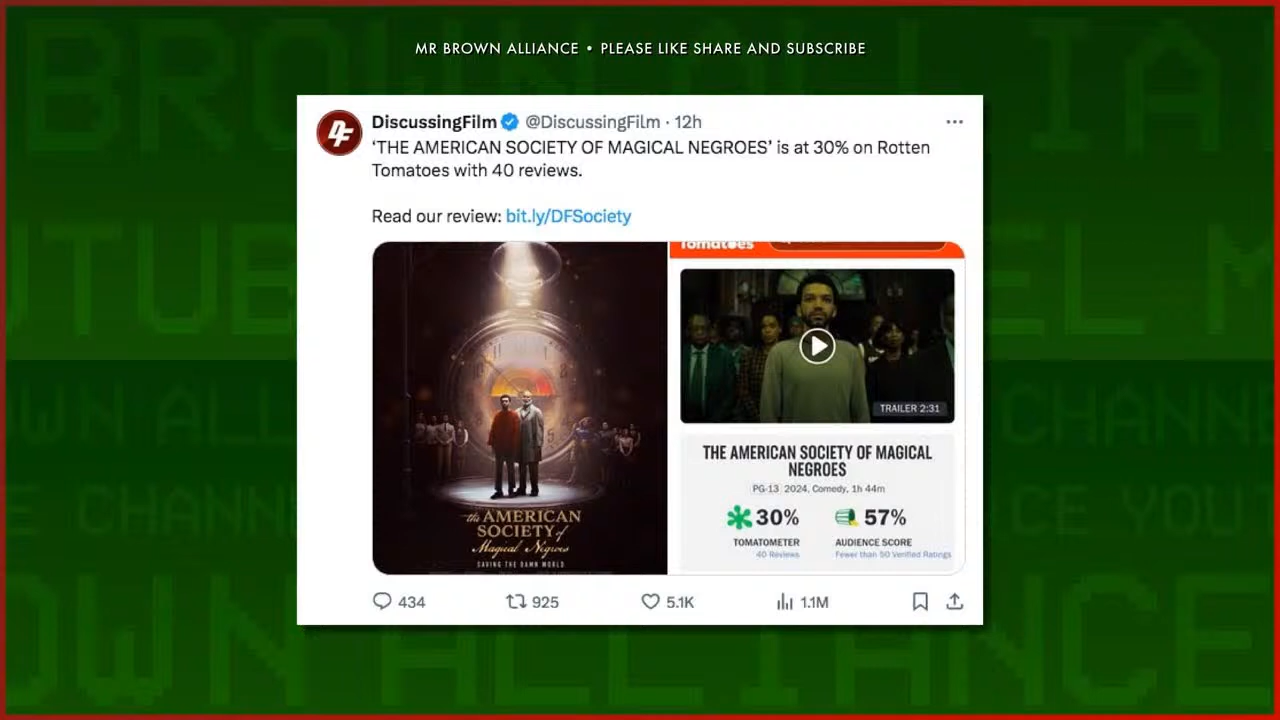 MR BROWN ALLIANCE • PLEASE LIKE SHARE AND SUBSCRIBE
DiscussingFilm @DiscussingFilm · 12h
‘THE AMERICAN SOCIETY OF MAGICAL NEGROES’ is at 30% on Rotten
Tomatoes with 40 reviews.
Read our review: bit.ly/DFSociety
the AMERICAN
SOCIETY of
Magical Negroes
SAVING THE DAMN WORLD
Tomatoes
TRAILER 2:31
THE AMERICAN SOCIETY OF MAGICAL
NEGROES
PG-13 2024, Comedy, 1h 44m
30% 57%
TOMATOMETER AUDIENCE SCORE
40 Reviews Fewer than 50 Verified Ratings
434 925 5.1K 1.1M